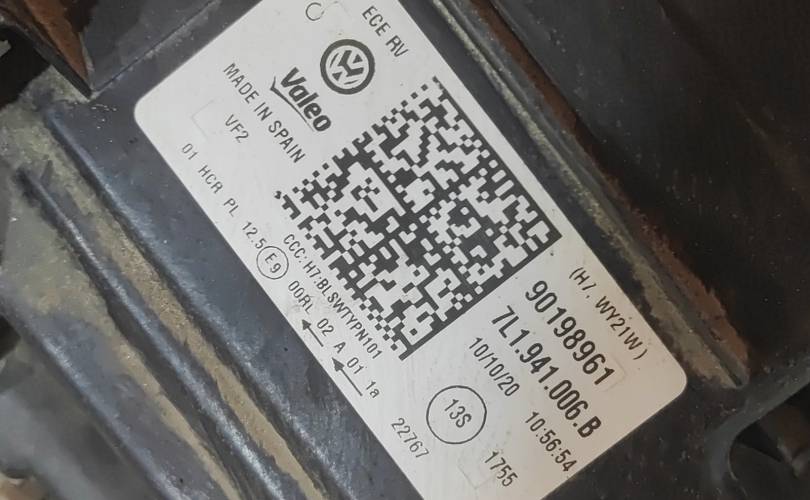 ECE RV
Valeo
MADE IN SPAIN
VF2
01 HCR PL 12.5 E9 00RL 02 A 01 1a
CCC:H7:BLSWTYPN101
(H7. WY21W)
90198961
7L1.941.006.B
10/10/20 10:56:54
13S
22767 1755